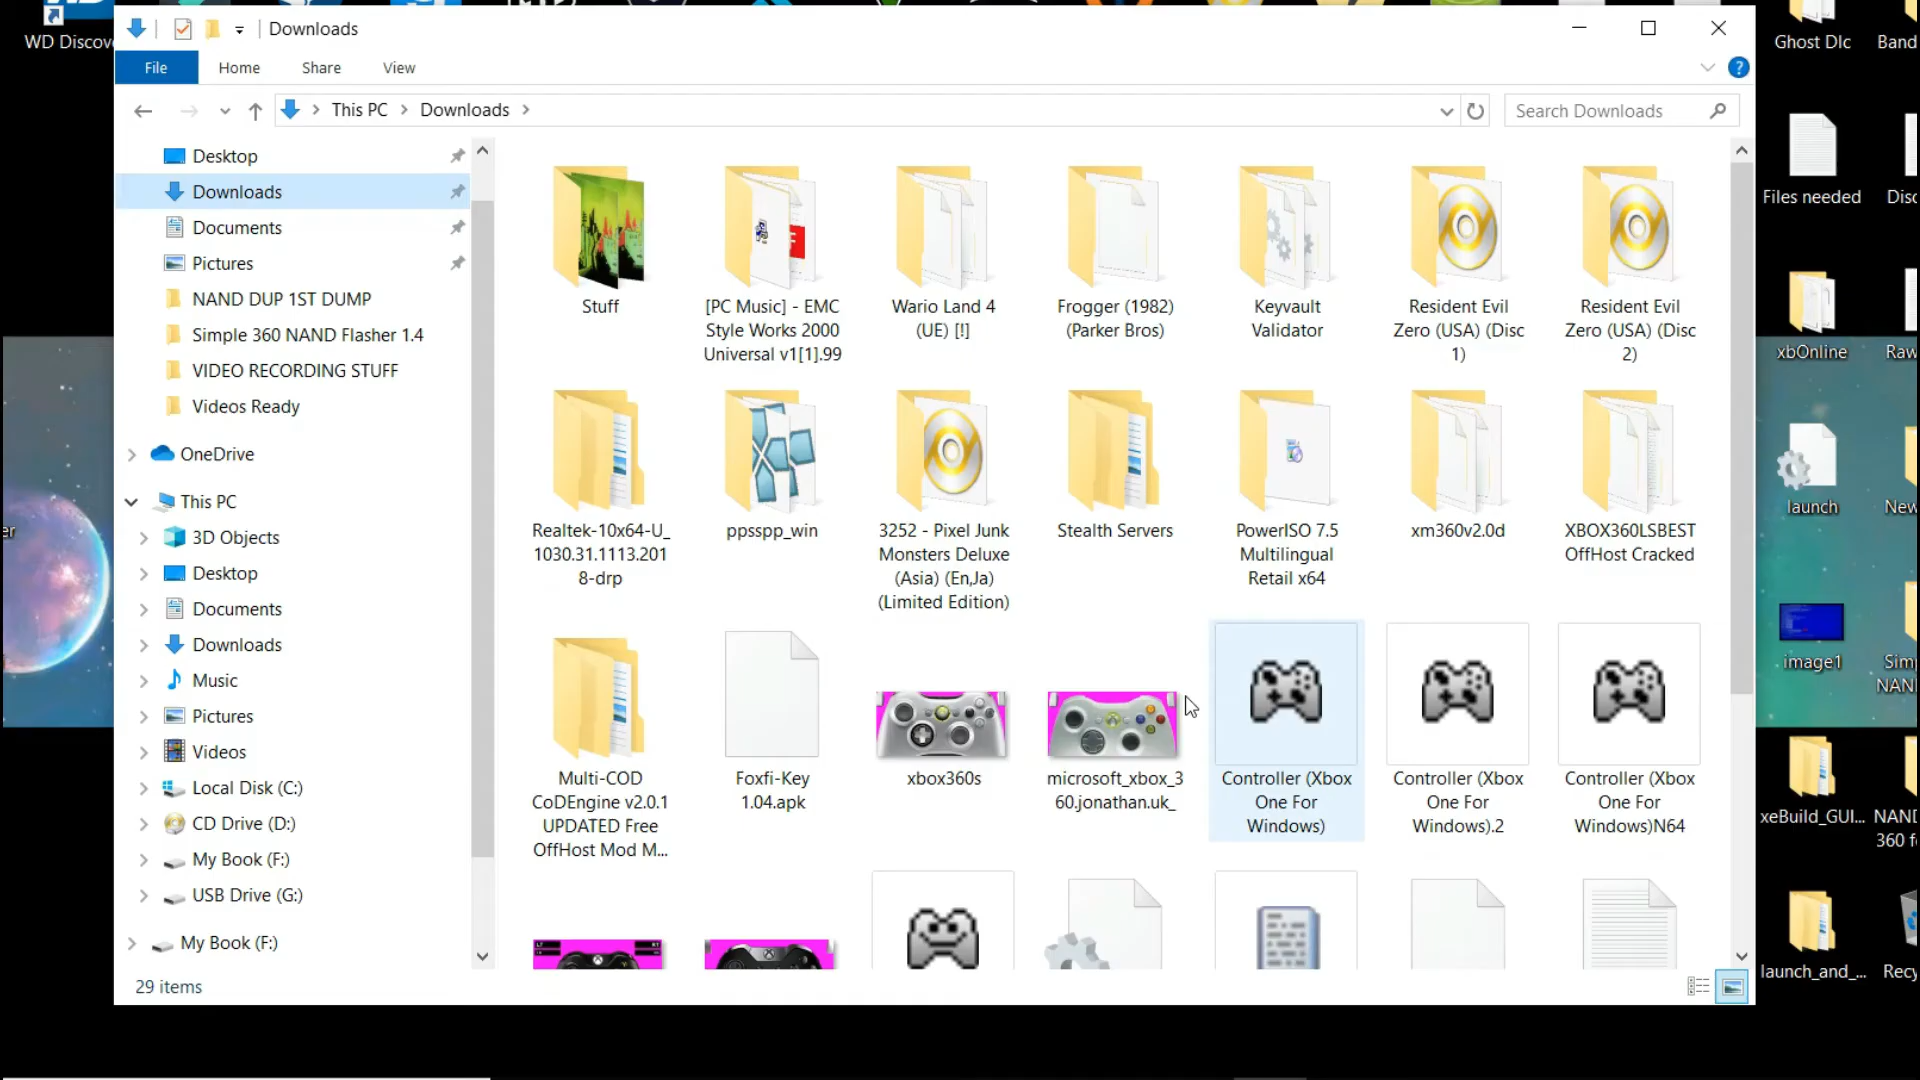 WD Discov
Downloads
File
Home
Share
View
This PC
Downloads
Search Downloads
Desktop
Downloads
Documents
Pictures
NAND DUP 1ST DUMP
Simple 360 NAND Flasher 1.4
VIDEO RECORDING STUFF
Videos Ready
OneDrive
This PC
3D Objects
Desktop
Documents
Downloads
Music
Pictures
Videos
Local Disk (C:)
CD Drive (D:)
My Book (F:)
USB Drive (G:)
My Book (F:)
29 items
Stuff
[PC Music] - EMC
Style Works 2000
Universal v1[1].99
Wario Land 4
(UE) [!]
Frogger (1982)
(Parker Bros)
Keyvault
Validator
Resident Evil
Zero (USA) (Disc
1)
Resident Evil
Zero (USA) (Disc
2)
Realtek-10x64-U_
1030.31.1113.201
8-drp
ppsspp_win
3252 - Pixel Junk
Monsters Deluxe
(Asia) (En,Ja)
(Limited Edition)
Stealth Servers
PowerISO 7.5
Multilingual
Retail x64
xm360v2.0d
XBOX360LSBEST
OffHost Cracked
Multi-COD
CoDEngine v2.0.1
UPDATED Free
OffHost Mod M...
Foxfi-Key
1.04.apk
xbox360s
microsoft_xbox_3
60.jonathan.uk_
Controller (Xbox
One For
Windows)
Controller (Xbox
One For
Windows).2
Controller (Xbox
One For
Windows)N64
Ghost Dlc
Band
Files needed
Disc
xbOnline
Raw
launch
New
image1
Sim
NAN
xeBuild_GUI...
NAND
360 f
launch_and_...
Recy